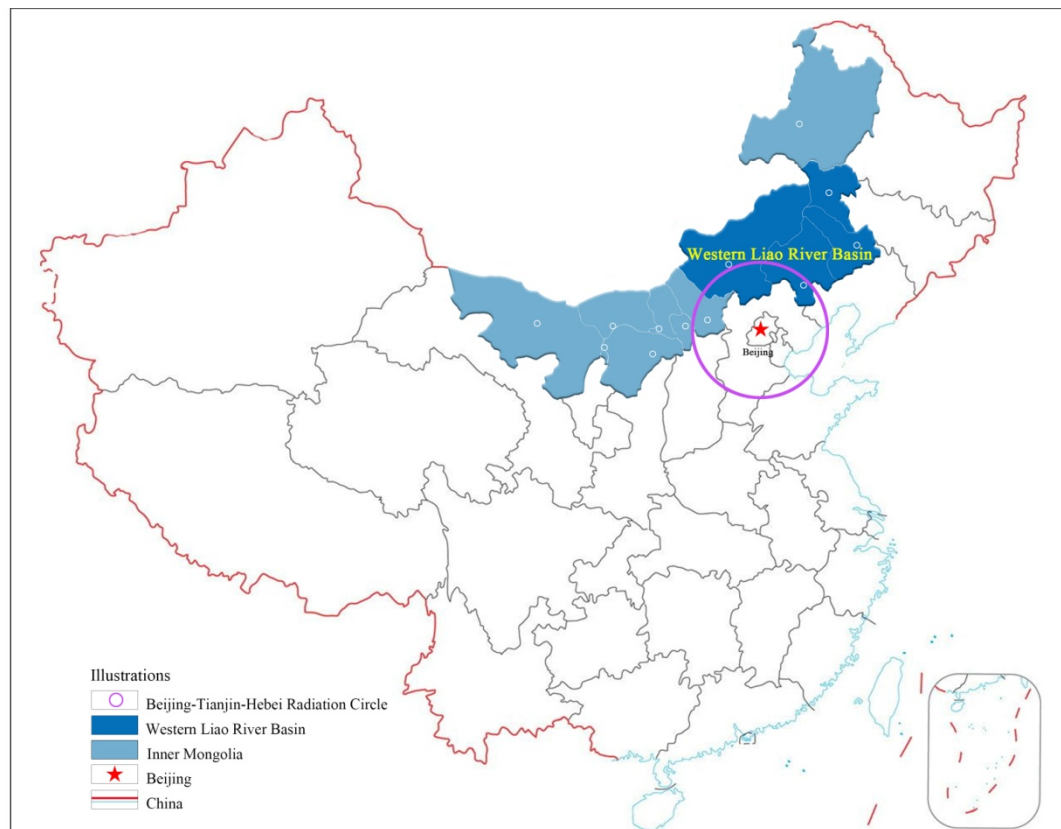 Western Liao River Basin
Beijing
Illustrations
Beijing-Tianjin-Hebei Radiation Circle
Western Liao River Basin
Inner Mongolia
Beijing
China